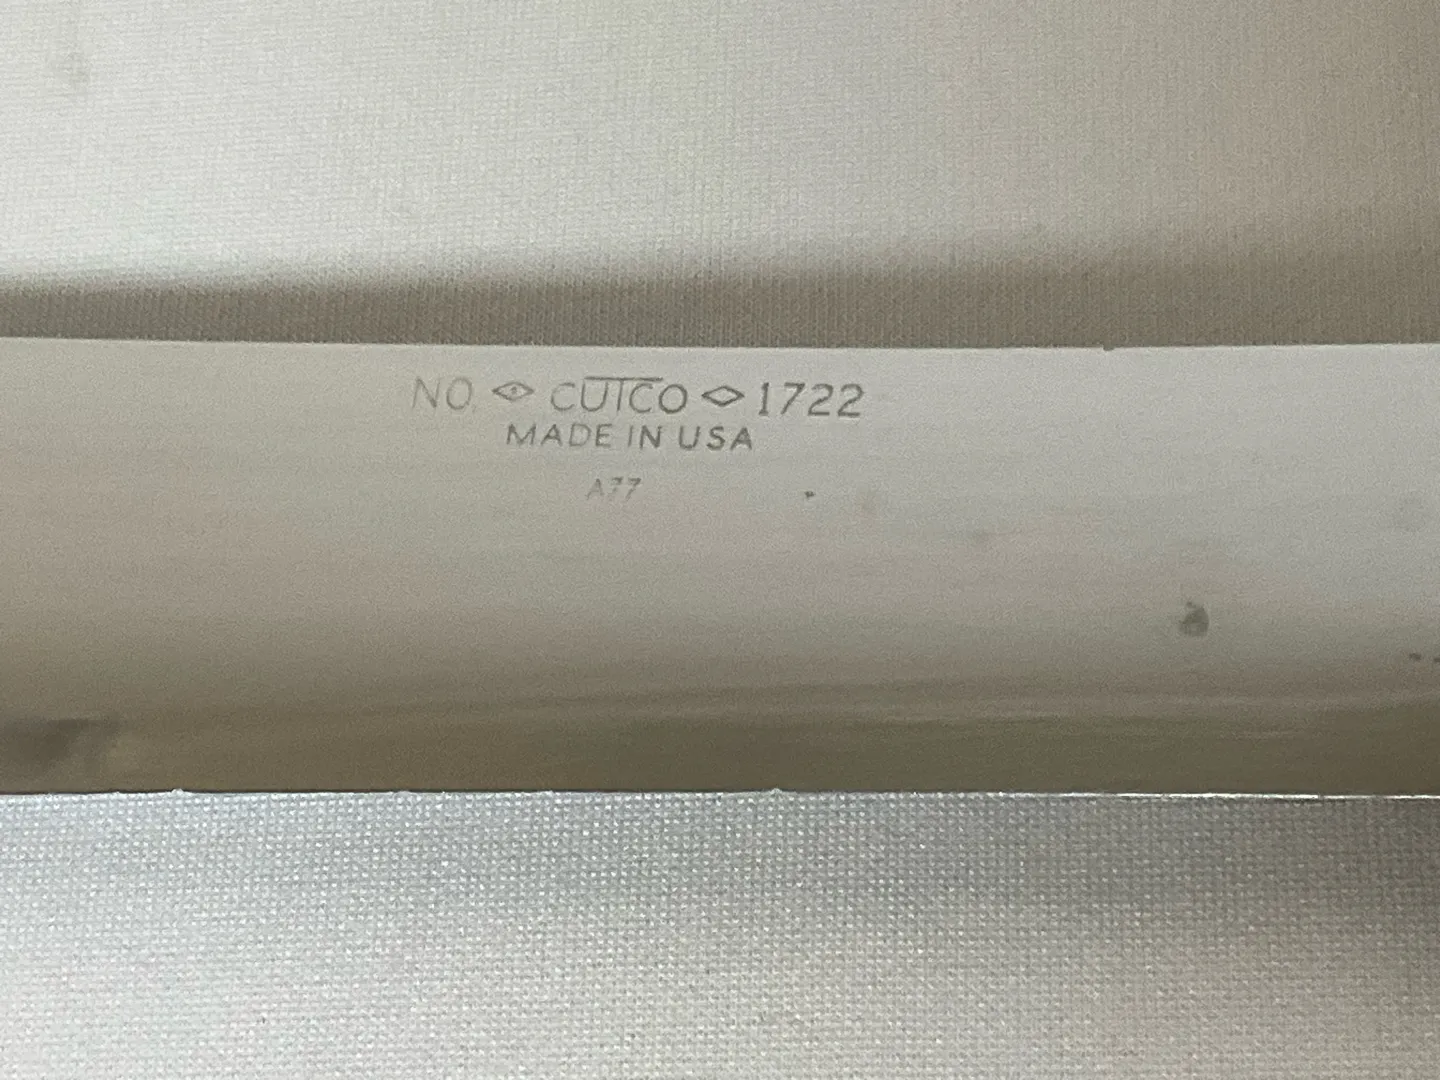 NO. <> CUTCO <> 1722
MADE IN USA
A77